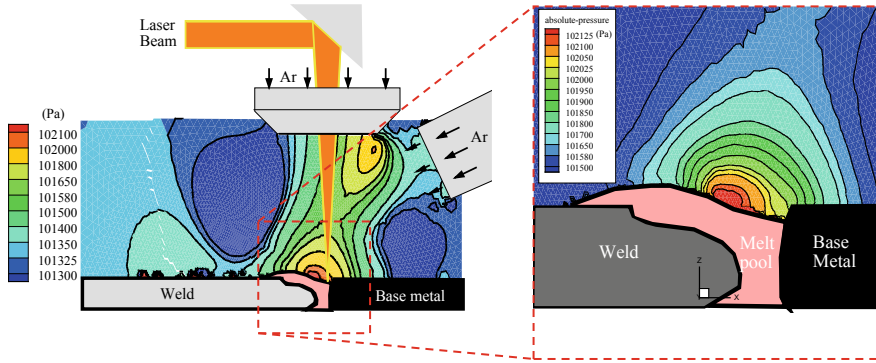 Laser
Beam
Ar
(Pa)
102100
102000
101800
101650
101580
101500
101400
101350
101325
101300
Ar
Weld
Base metal
absolute-pressure
(Pa)
102125
102100
102050
102025
102000
101950
101900
101850
101800
101700
101650
101580
101500
Weld
Melt
pool
Base
Metal
Z
X